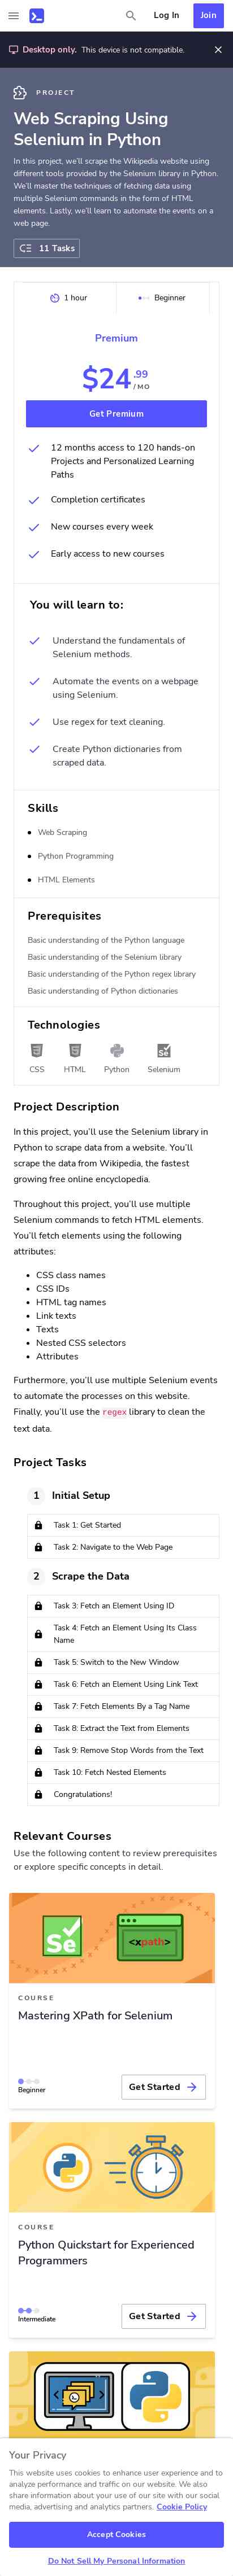 Log In
Join
Desktop only. This device is not compatible.
PROJECT
Web Scraping Using
Selenium in Python
In this project, we'll scrape the Wikipedia website using
different tools provided by the Selenium library in Python.
We'll master the techniques of fetching data using
multiple Selenium commands in the form of HTML
elements. Lastly, we'll learn to automate the events on a
web page.
11 Tasks
1 hour
Beginner
Premium
$24.99
/ MO
Get Premium
12 months access to 120 hands-on
Projects and Personalized Learning
Paths
Completion certificates
New courses every week
Early access to new courses
You will learn to:
Understand the fundamentals of
Selenium methods.
Automate the events on a webpage
using Selenium.
Use regex for text cleaning.
Create Python dictionaries from
scraped data.
Skills
Web Scraping
Python Programming
HTML Elements
Prerequisites
Basic understanding of the Python language
Basic understanding of the Selenium library
Basic understanding of the Python regex library
Basic understanding of Python dictionaries
Technologies
CSS
HTML
Python
Selenium
Project Description
In this project, you'll use the Selenium library in
Python to scrape data from a website. You'll
scrape the data from Wikipedia, the fastest
growing free online encyclopedia.
Throughout this project, you'll use multiple
Selenium commands to fetch HTML elements.
You'll fetch elements using the following
attributes:
• CSS class names
• CSS IDs
• HTML tag names
• Link texts
• Texts
• Nested CSS selectors
• Attributes
Furthermore, you'll use multiple Selenium events
to automate the processes on this website.
Finally, you'll use the regex library to clean the
text data.
Project Tasks
1 Initial Setup
Task 1: Get Started
Task 2: Navigate to the Web Page
2 Scrape the Data
Task 3: Fetch an Element Using ID
Task 4: Fetch an Element Using Its Class
Name
Task 5: Switch to the New Window
Task 6: Fetch an Element Using Link Text
Task 7: Fetch Elements By a Tag Name
Task 8: Extract the Text from Elements
Task 9: Remove Stop Words from the Text
Task 10: Fetch Nested Elements
Congratulations!
Relevant Courses
Use the following content to review prerequisites
or explore specific concepts in detail.
Se
<xpath>
COURSE
Mastering XPath for Selenium
Beginner
Get Started
COURSE
Python Quickstart for Experienced
Programmers
Intermediate
Get Started
Your Privacy
This website uses cookies to enhance user experience and to
analyze performance and traffic on our website. We also
share information about your use of our site with our social
media, advertising and analytics partners. Cookie Policy
Accept Cookies
Do Not Sell My Personal Information